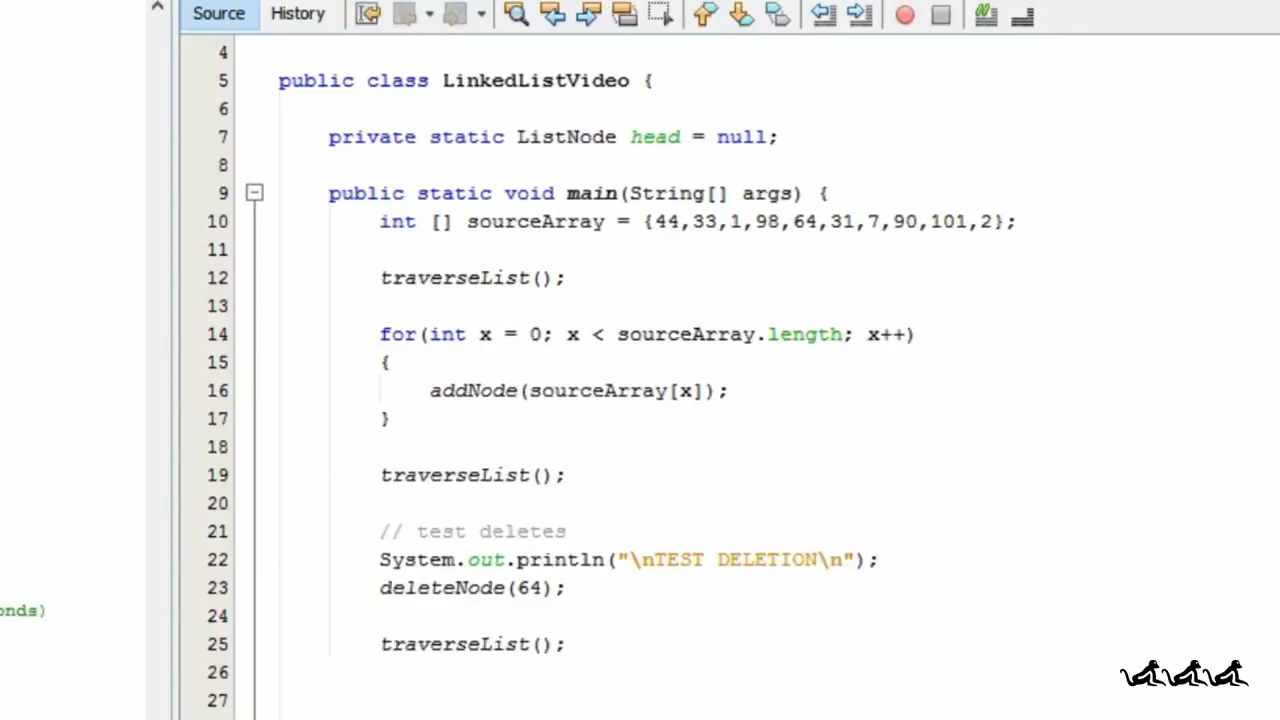 Source History
4
5 public class LinkedListVideo {
6
7 private static ListNode head = null;
8
9 public static void main(String[] args) {
10 int [] sourceArray = {44,33,1,98,64,31,7,90,101,2};
11
12 traverseList();
13
14 for(int x = 0; x < sourceArray.length; x++)
15 {
16 addNode(sourceArray[x]);
17 }
18
19 traverseList();
20
21 // test deletes
22 System.out.println("\nTEST DELETION\n");
23 deleteNode(64);
onds)
24
25 traverseList();
26
27